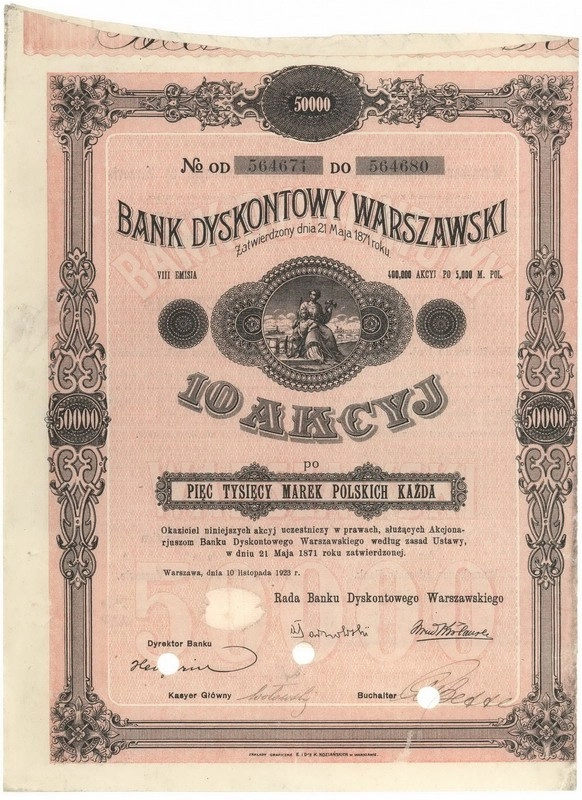 50000
№ OD 564671 DO 564680
BANK DYSKONTOWY WARSZAWSKI
Zatwierdzony dnia 21 Maja 1871 roku
VIII EMISJA
400,000 AKCYJ PO 5,000 M. POL.
10 AKCYJ
50000
50000
po
PIĘC TYSIĘCY MAREK POLSKICH KAŻDA
Okaziciel niniejszych akcyj uczestniczy w prawach, służących Akcjona-
rjuszom Banku Dyskontowego Warszawskiego według zasad Ustawy,
w dniu 21 Maja 1871 roku zatwierdzonej.
Warszawa, dnia 10 listopada 1923 r.
50000
Rada Banku Dyskontowego Warszawskiego
Dyrektor Banku
Kasyer Główny
Buchalter